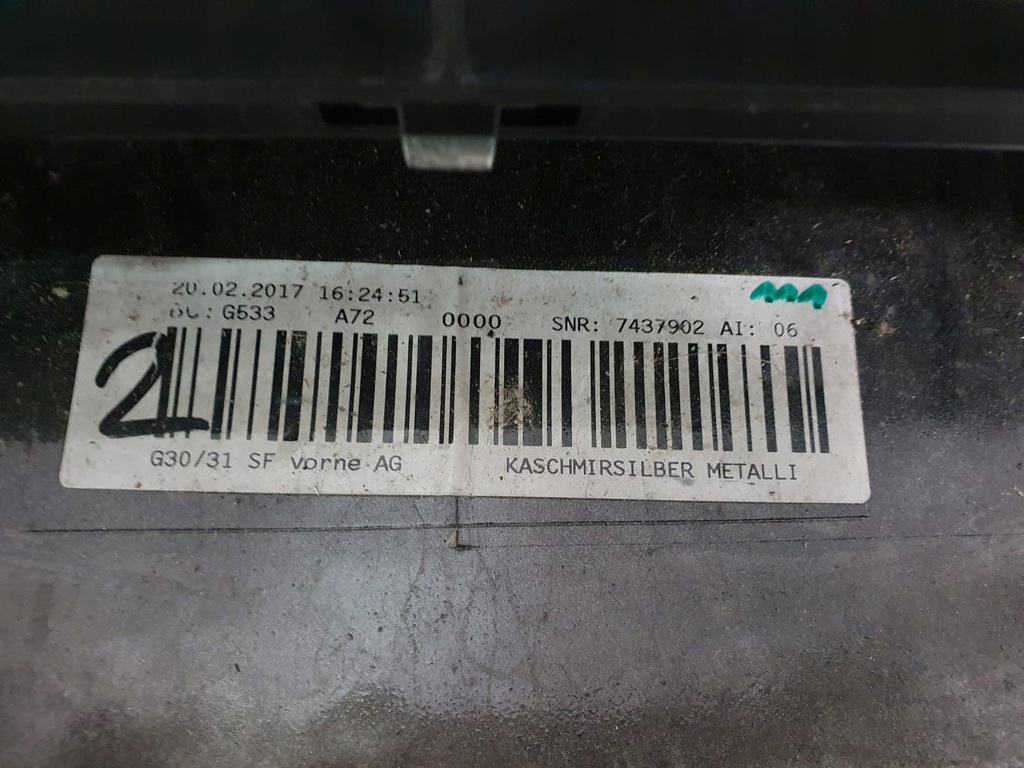 20.02.2017 16:24:51
G533 A72 0000 SNR: 7437902 AI: 06
2
G30/31 SF vorne AG KASCHMIRSILBER METALLI